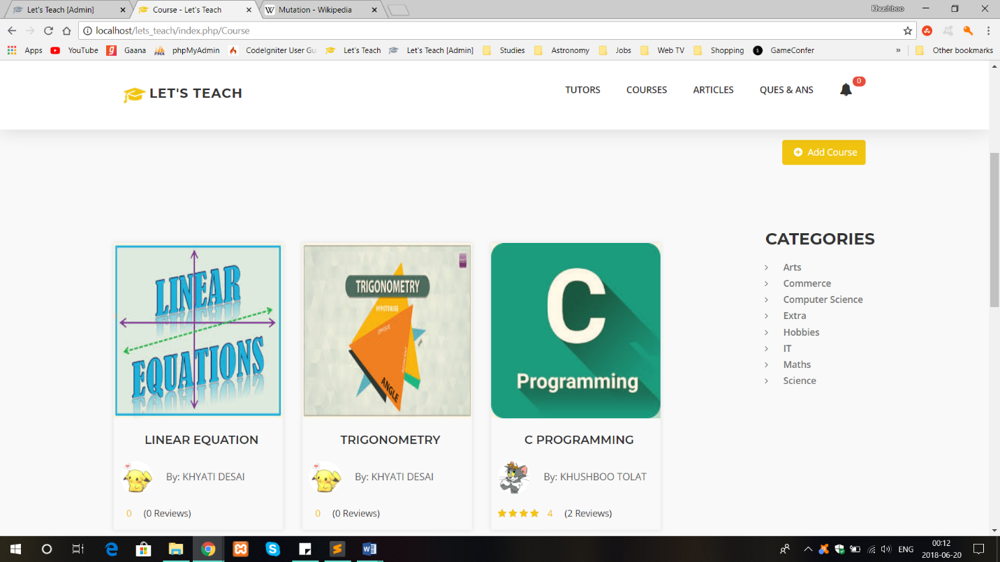 Let's Teach [Admin]
Course - Let's Teach
Mutation - Wikipedia
Khushboo
localhost/lets_teach/index.php/Course
Apps YouTube Gaana phpMyAdmin CodeIgniter User Gu Let's Teach Let's Teach [Admin] Studies Astronomy Jobs Web TV Shopping GameConfer » Other bookmarks
LET'S TEACH
TUTORS COURSES ARTICLES QUES & ANS 0
Add Course
CATEGORIES
Arts
Commerce
Computer Science
Extra
Hobbies
IT
Maths
Science
LINEAR
EQUATIONS
LINEAR EQUATION
By: KHYATI DESAI
0 (0 Reviews)
TRIGONOMETRY
HYPOTENUSE
ANGLE
TRIGONOMETRY
By: KHYATI DESAI
0 (0 Reviews)
C
Programming
C PROGRAMMING
By: KHUSHBOO TOLAT
4 (2 Reviews)
ENG
00:12
2018-06-20